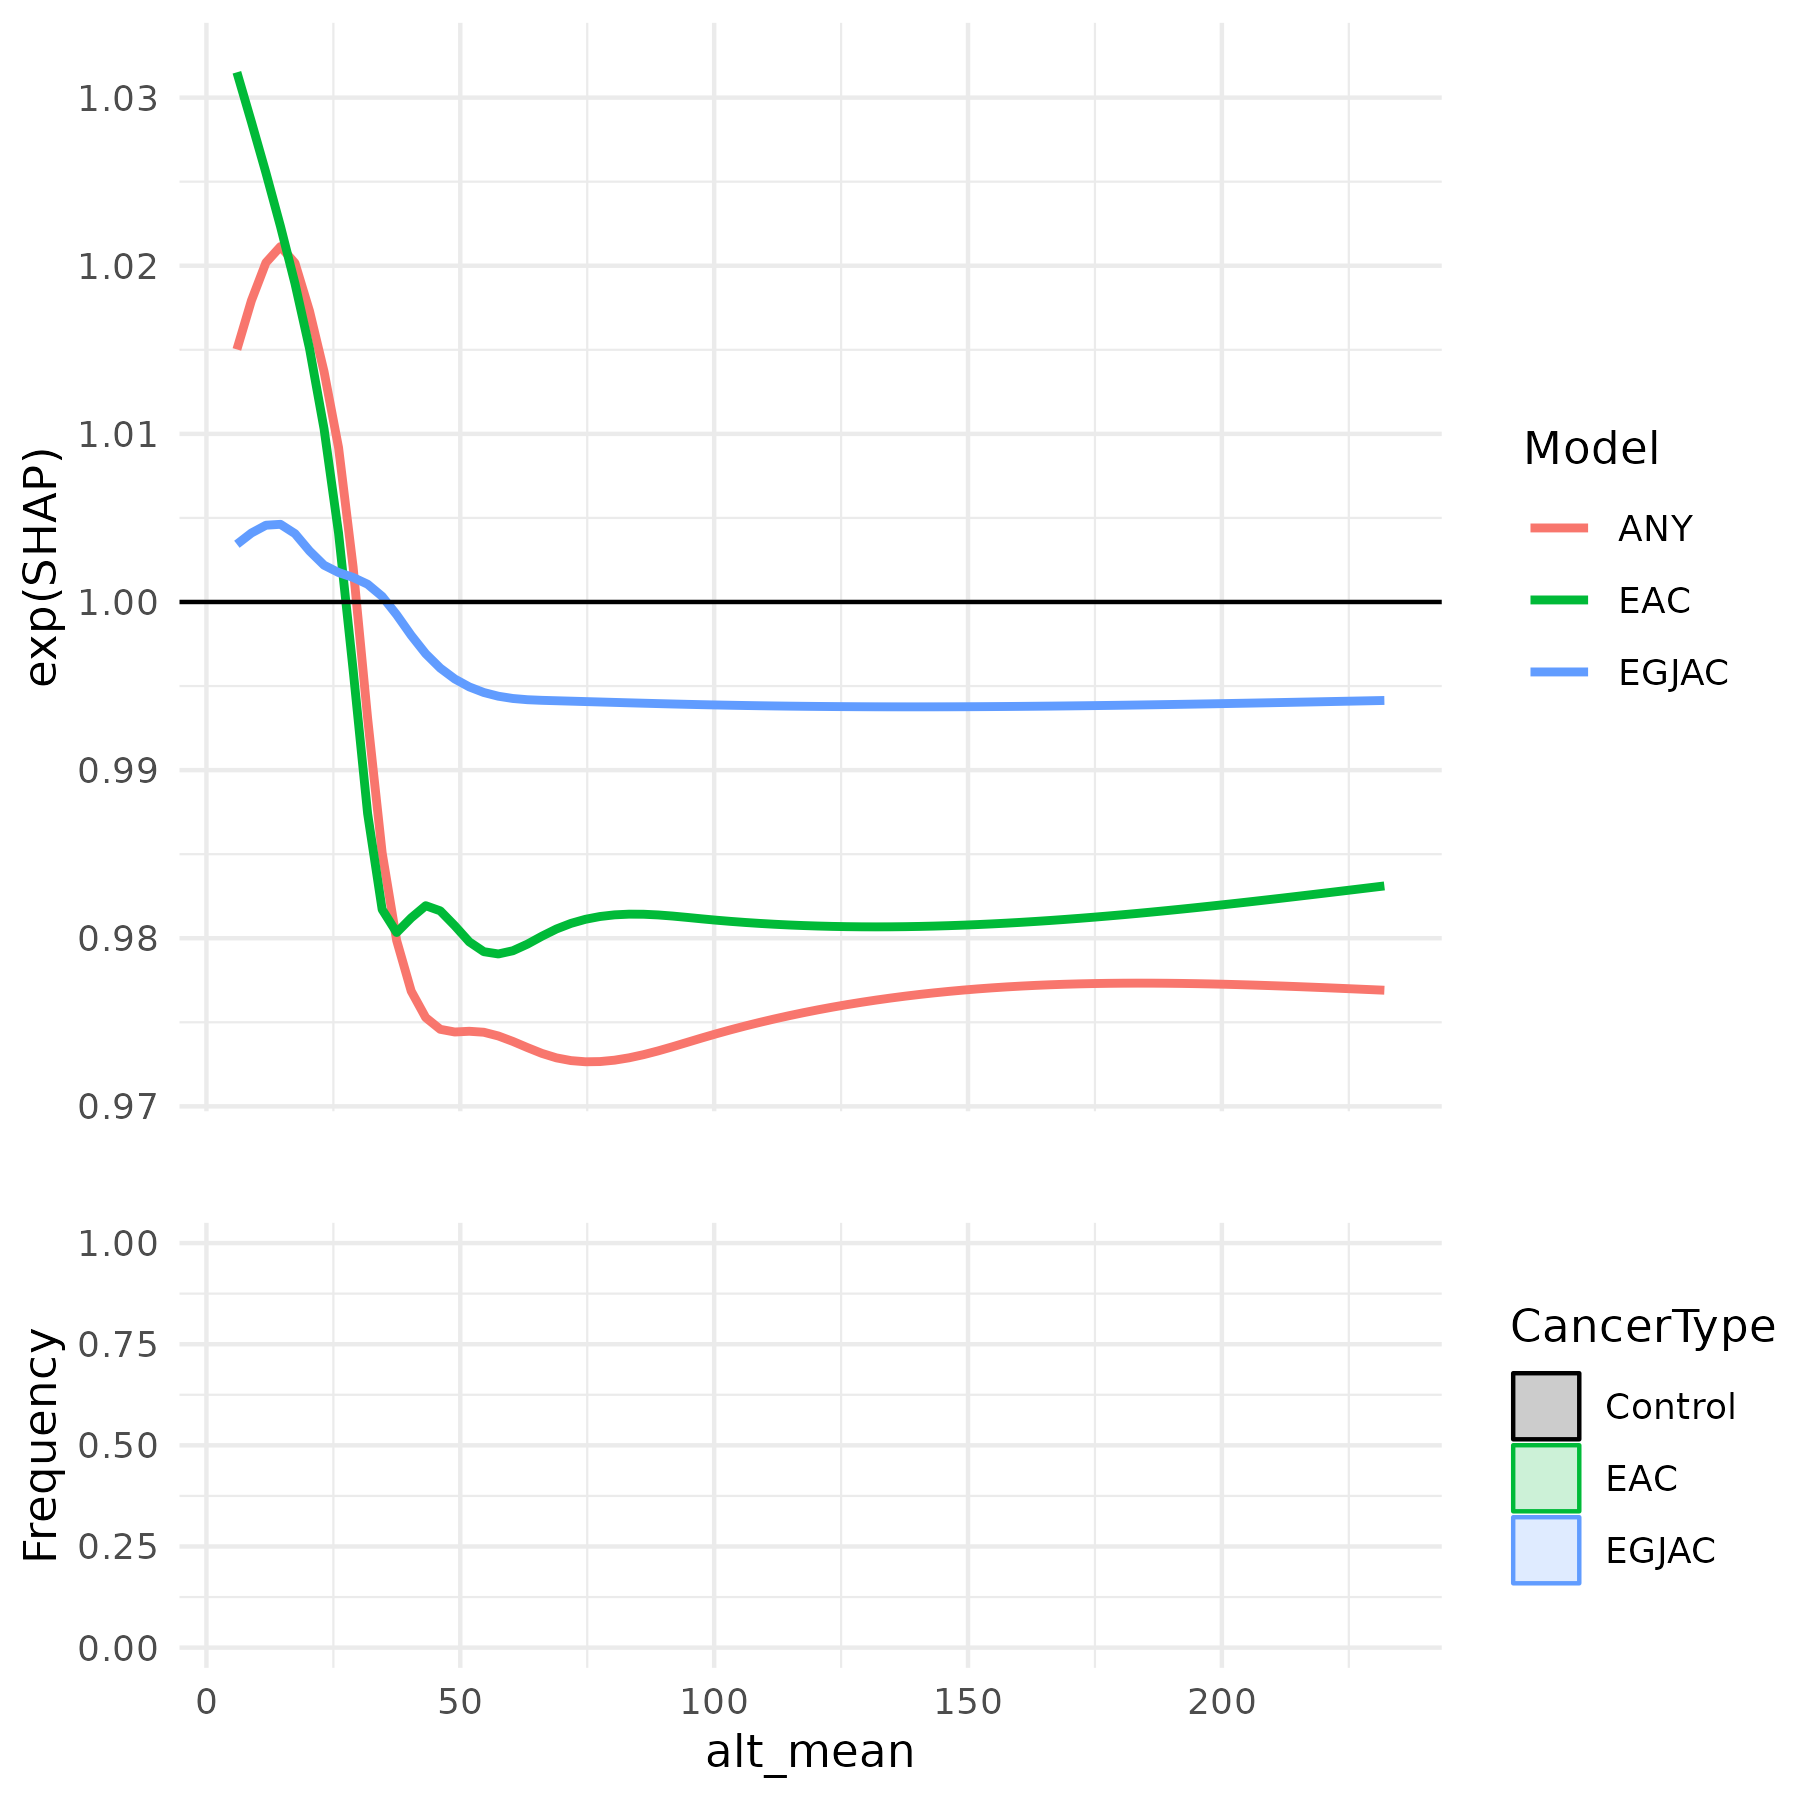 exp(SHAP)
1.03
1.02
1.01
1.00
0.99
0.98
0.97
Model
ANY
EAC
EGJAC
Frequency
1.00
0.75
0.50
0.25
0.00
0 50 100 150 200
alt_mean
CancerType
Control
EAC
EGJAC